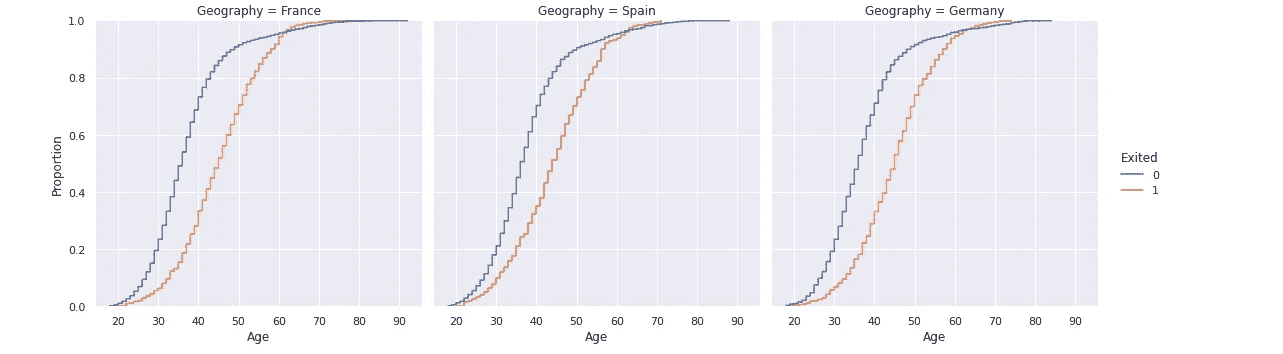 Geography = France
Geography = Spain
Geography = Germany
1.0
0.8
0.6
0.4
0.2
0.0
Proportion
20 30 40 50 60 70 80 90
20 30 40 50 60 70 80 90
20 30 40 50 60 70 80 90
Age
Age
Age
Exited
0
1